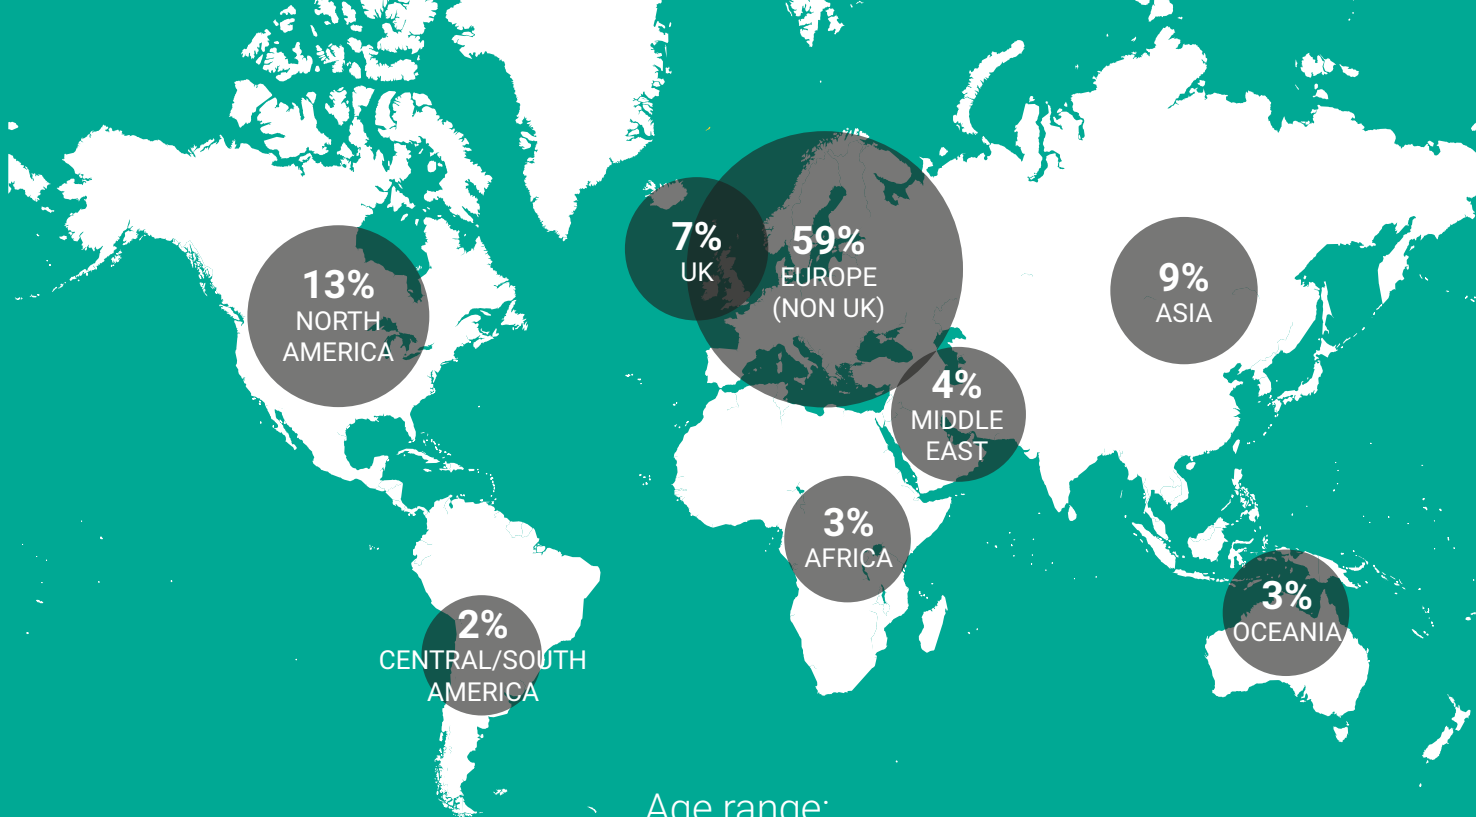 7%
UK
59%
EUROPE
(NON UK)
13%
NORTH
AMERICA
9%
ASIA
4%
MIDDLE
EAST
3%
AFRICA
3%
OCEANIA
2%
CENTRAL/SOUTH
AMERICA
Age range: